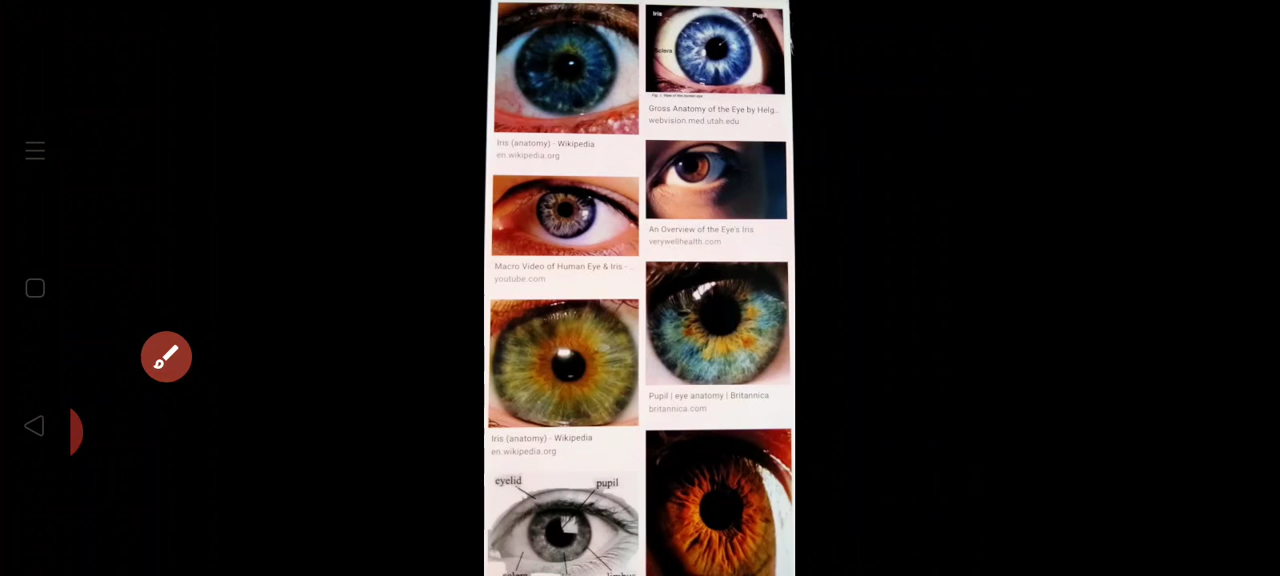 Iris
Pupil
Sclera
Iris (anatomy) - Wikipedia
en.wikipedia.org
Gross Anatomy of the Eye by Helg...
webvision.med.utah.edu
Macro Video of Human Eye & Iris - ...
youtube.com
An Overview of the Eye's Iris
verywellhealth.com
Iris (anatomy) - Wikipedia
en.wikipedia.org
Pupil | eye anatomy | Britannica
britannica.com
eyelid
pupil